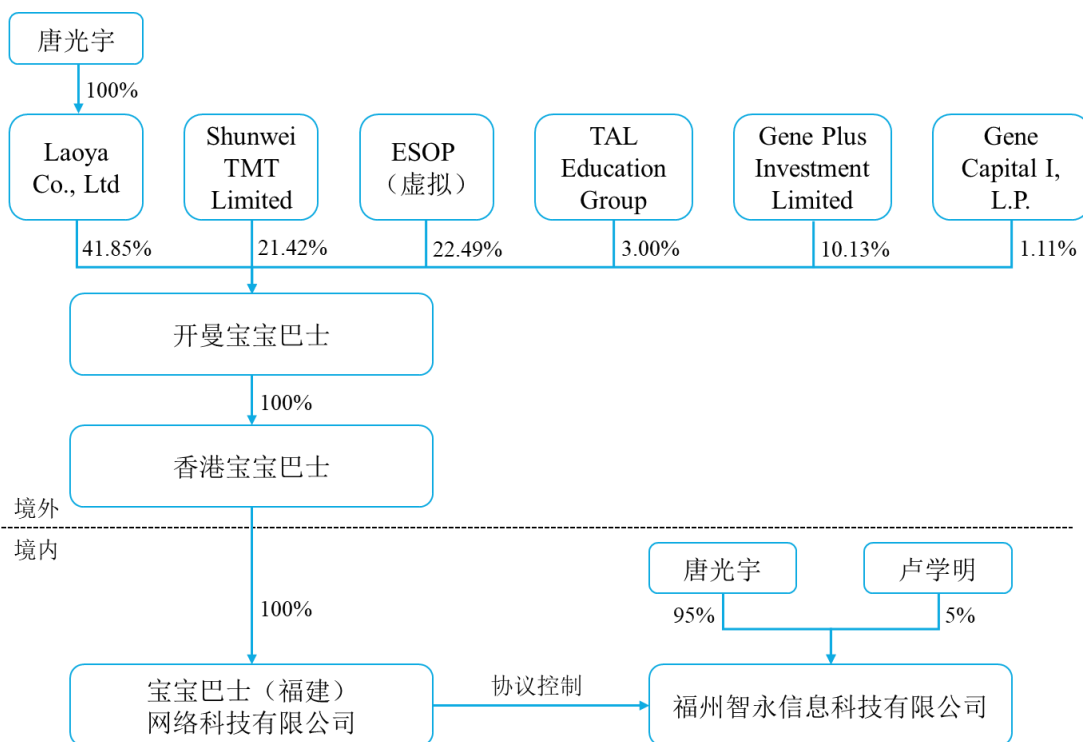 唐光宇
100%
Laoya
Co., Ltd
Shunwei
TMT
Limited
ESOP
（虚拟）
TAL
Education
Group
Gene Plus
Investment
Limited
Gene
Capital I,
L.P.
41.85%
21.42%
22.49%
3.00%
10.13%
1.11%
开曼宝宝巴士
100%
香港宝宝巴士
境外
境内
唐光宇
卢学明
100%
95%
5%
宝宝巴士（福建）
网络科技有限公司
协议控制
福州智永信息科技有限公司